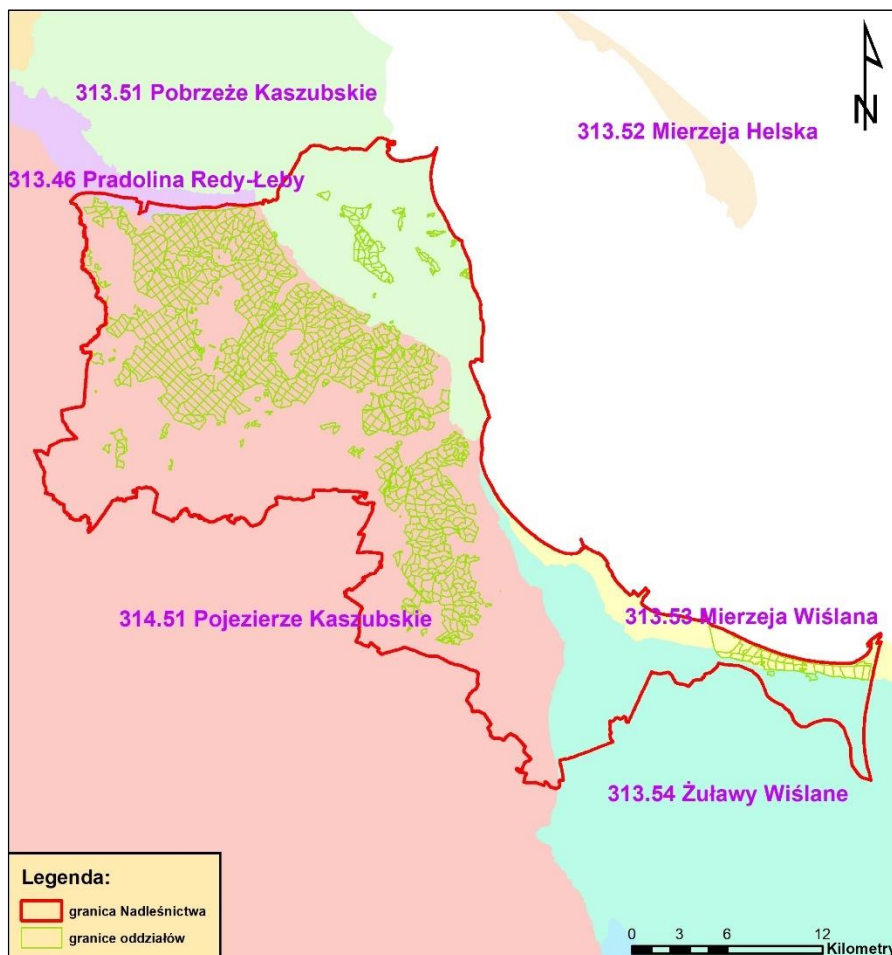 313.51 Pobrzeże Kaszubskie
N
313.52 Mierzeja Helska
313.46 Pradolina Redy-Łeby
314.51 Pojezierze Kaszubskie
313.53 Mierzeja Wiślana
313.54 Żuławy Wiślane
Legenda:
granica Nadleśnictwa
granice oddziałów
0 3 6 12
Kilometry